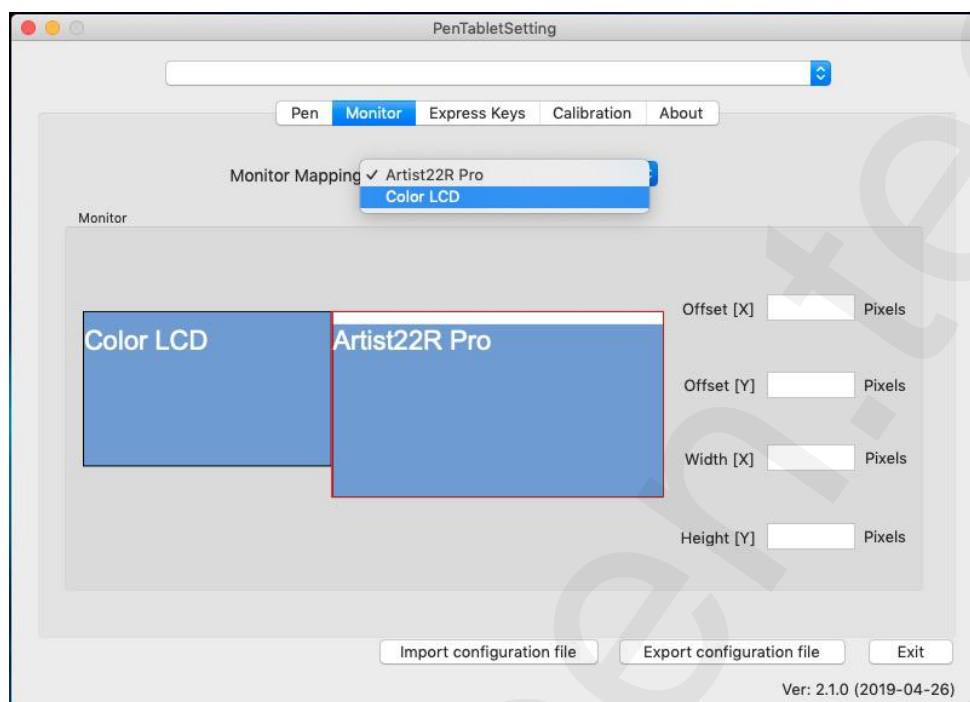 PenTabletSetting
Pen Monitor Express Keys Calibration About
Monitor Mapping ✓ Artist22R Pro
Color LCD
Monitor
Color LCD
Artist22R Pro
Offset [X] Pixels
Offset [Y] Pixels
Width [X] Pixels
Height [Y] Pixels
Import configuration file Export configuration file Exit
Ver: 2.1.0 (2019-04-26)